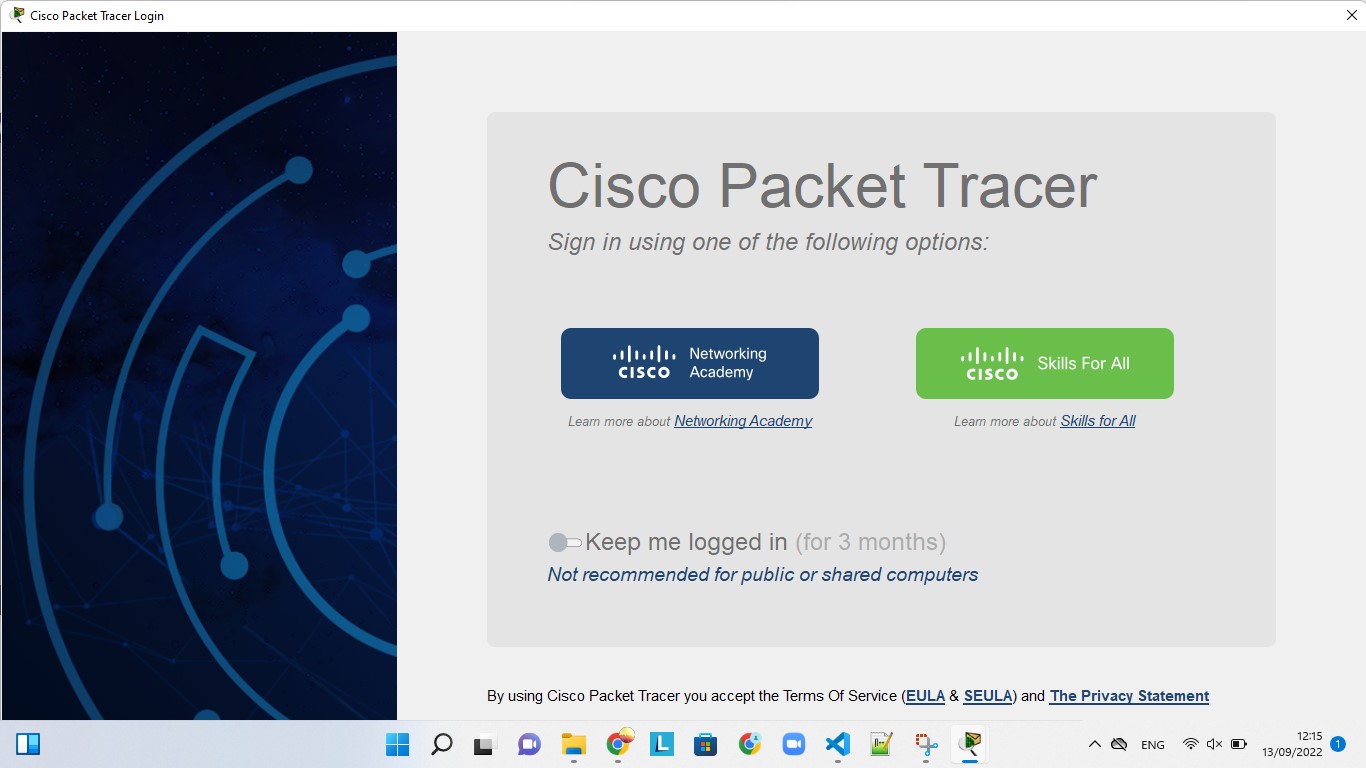 Cisco Packet Tracer Login
Cisco Packet Tracer
Sign in using one of the following options:
CISCO
Networking
Academy
CISCO
Skills For All
Learn more about Networking Academy
Learn more about Skills for All
Keep me logged in (for 3 months)
Not recommended for public or shared computers
By using Cisco Packet Tracer you accept the Terms Of Service (EULA & SEULA) and The Privacy Statement
L
ENG
12:15
13/09/2022
1